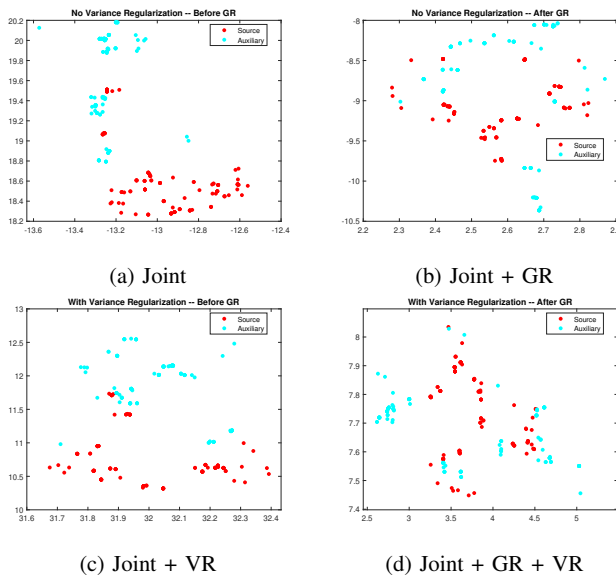 No Variance Regularization -- Before GR
Source
Auxiliary
20.2
20
19.8
19.6
19.4
19.2
19
18.8
18.6
18.4
18.2
-13.6 -13.4 -13.2 -13 -12.8 -12.6 -12.4
(a) Joint
No Variance Regularization -- After GR
Source
Auxiliary
-8
-8.5
-9
-9.5
-10
-10.5
2.2 2.3 2.4 2.5 2.6 2.7 2.8 2.9
(b) Joint + GR
With Variance Regularization -- Before GR
Source
Auxiliary
13
12.5
12
11.5
11
10.5
10
31.6 31.7 31.8 31.9 32 32.1 32.2 32.3 32.4
(c) Joint + VR
With Variance Regularization -- After GR
Source
Auxiliary
8
7.9
7.8
7.7
7.6
7.5
7.4
2.5 3 3.5 4 4.5 5
(d) Joint + GR + VR